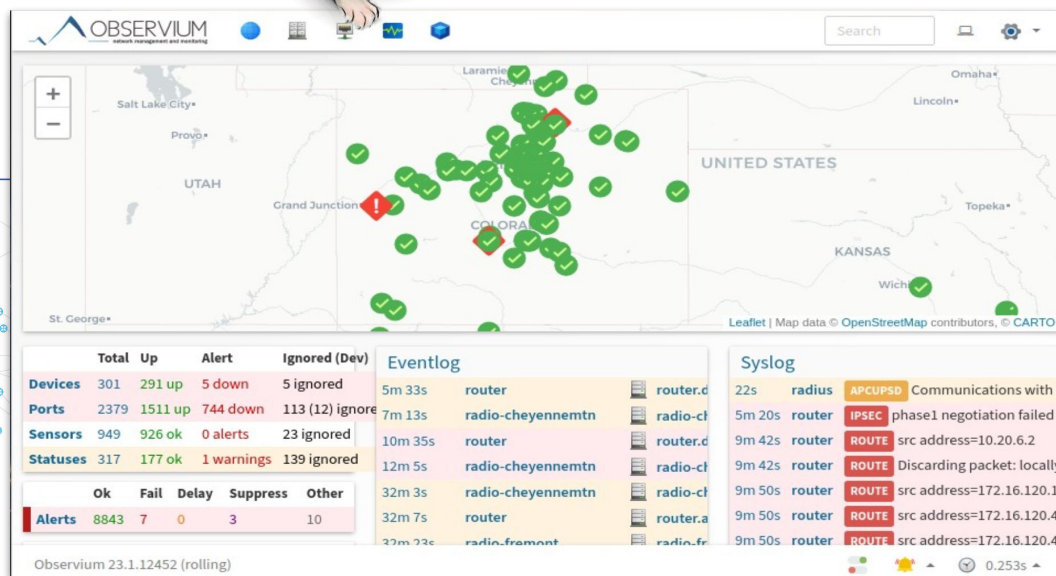 OBSERVIUM
network management and monitoring
Search
+
−
Laramie
Salt Lake City
Provo
UTAH
Grand Junction
St. George
COLORA
Omaha
Lincoln
UNITED STATES
Topeka
KANSAS
Wich
Leaflet | Map data © OpenStreetMap contributors, © CARTO
Total Up Alert Ignored (Dev)
Devices 301 291 up 5 down 5 ignored
Ports 2379 1511 up 744 down 113 (12) ignore
Sensors 949 926 ok 0 alerts 23 ignored
Statuses 317 177 ok 1 warnings 139 ignored
Ok Fail Delay Suppress Other
Alerts 8843 7 0 3 10
Eventlog
5m 33s router router.d
7m 13s radio-cheyennemtn radio-ch
10m 35s router router.d
12m 5s radio-cheyennemtn radio-ch
32m 3s radio-cheyennemtn radio-ch
32m 7s router router.a
32m 23s radio-fremont radio-fr
Syslog
22s radius APCUPSD Communications with
5m 20s router IPSEC phase1 negotiation failed
9m 42s router ROUTE src address=10.20.6.2
9m 42s router ROUTE Discarding packet: locally
9m 50s router ROUTE src address=172.16.120.1
9m 50s router ROUTE src address=172.16.120.4
9m 50s router ROUTE src address=172.16.120.4
Observium 23.1.12452 (rolling)
0.253s